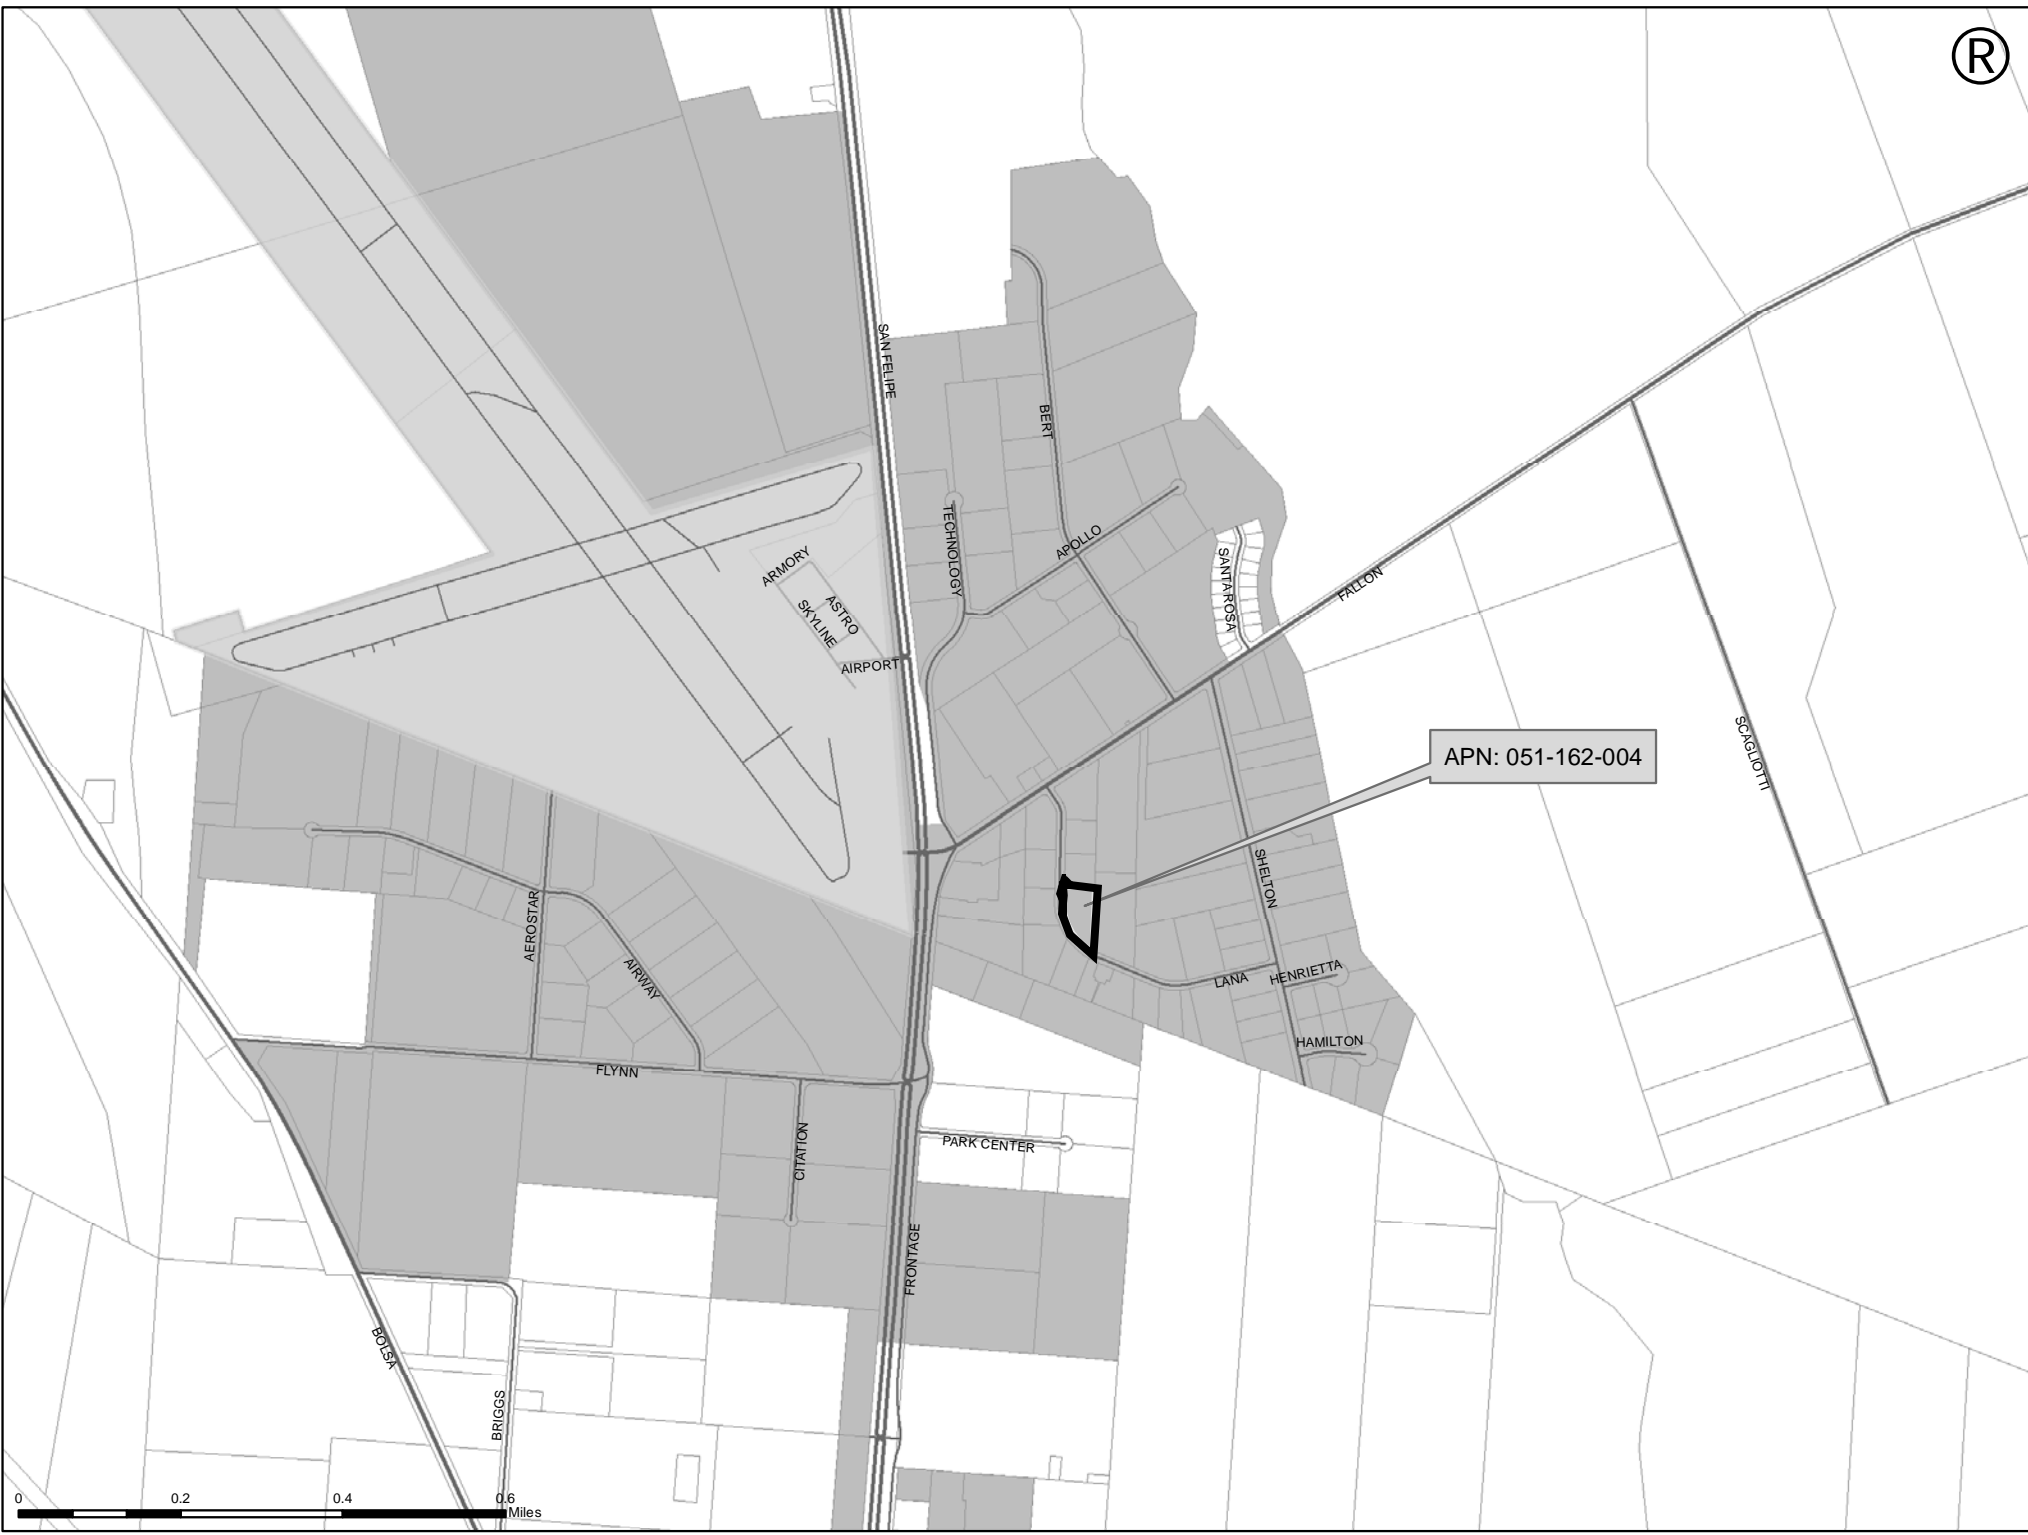 ®
SAN FELIPE
BERT
TECHNOLOGY
APOLLO
SANTA ROSA
FALLON
ARMORY
ASTRO
SKYLINE
AIRPORT
APN: 051-162-004
SCAGLIOTTI
SHELTON
AEROSTAR
AIRWAY
LANA
HENRIETTA
HAMILTON
FLYNN
CITATION
PARK CENTER
FRONTAGE
BOLSA
BRIGGS
0 0.2 0.4 0.6
Miles